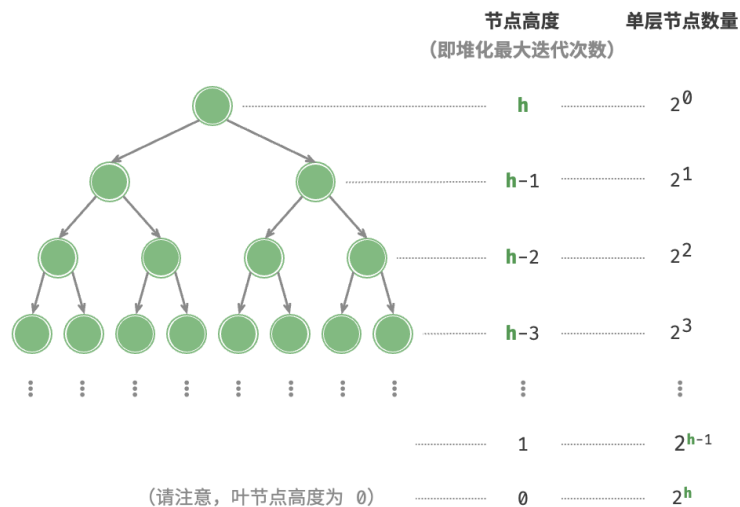 节点高度 单层节点数量
（即堆化最大迭代次数）
h 2^0
h-1 2^1
h-2 2^2
h-3 2^3
1 2^h-1
（请注意，叶节点高度为 0） 0 2^h